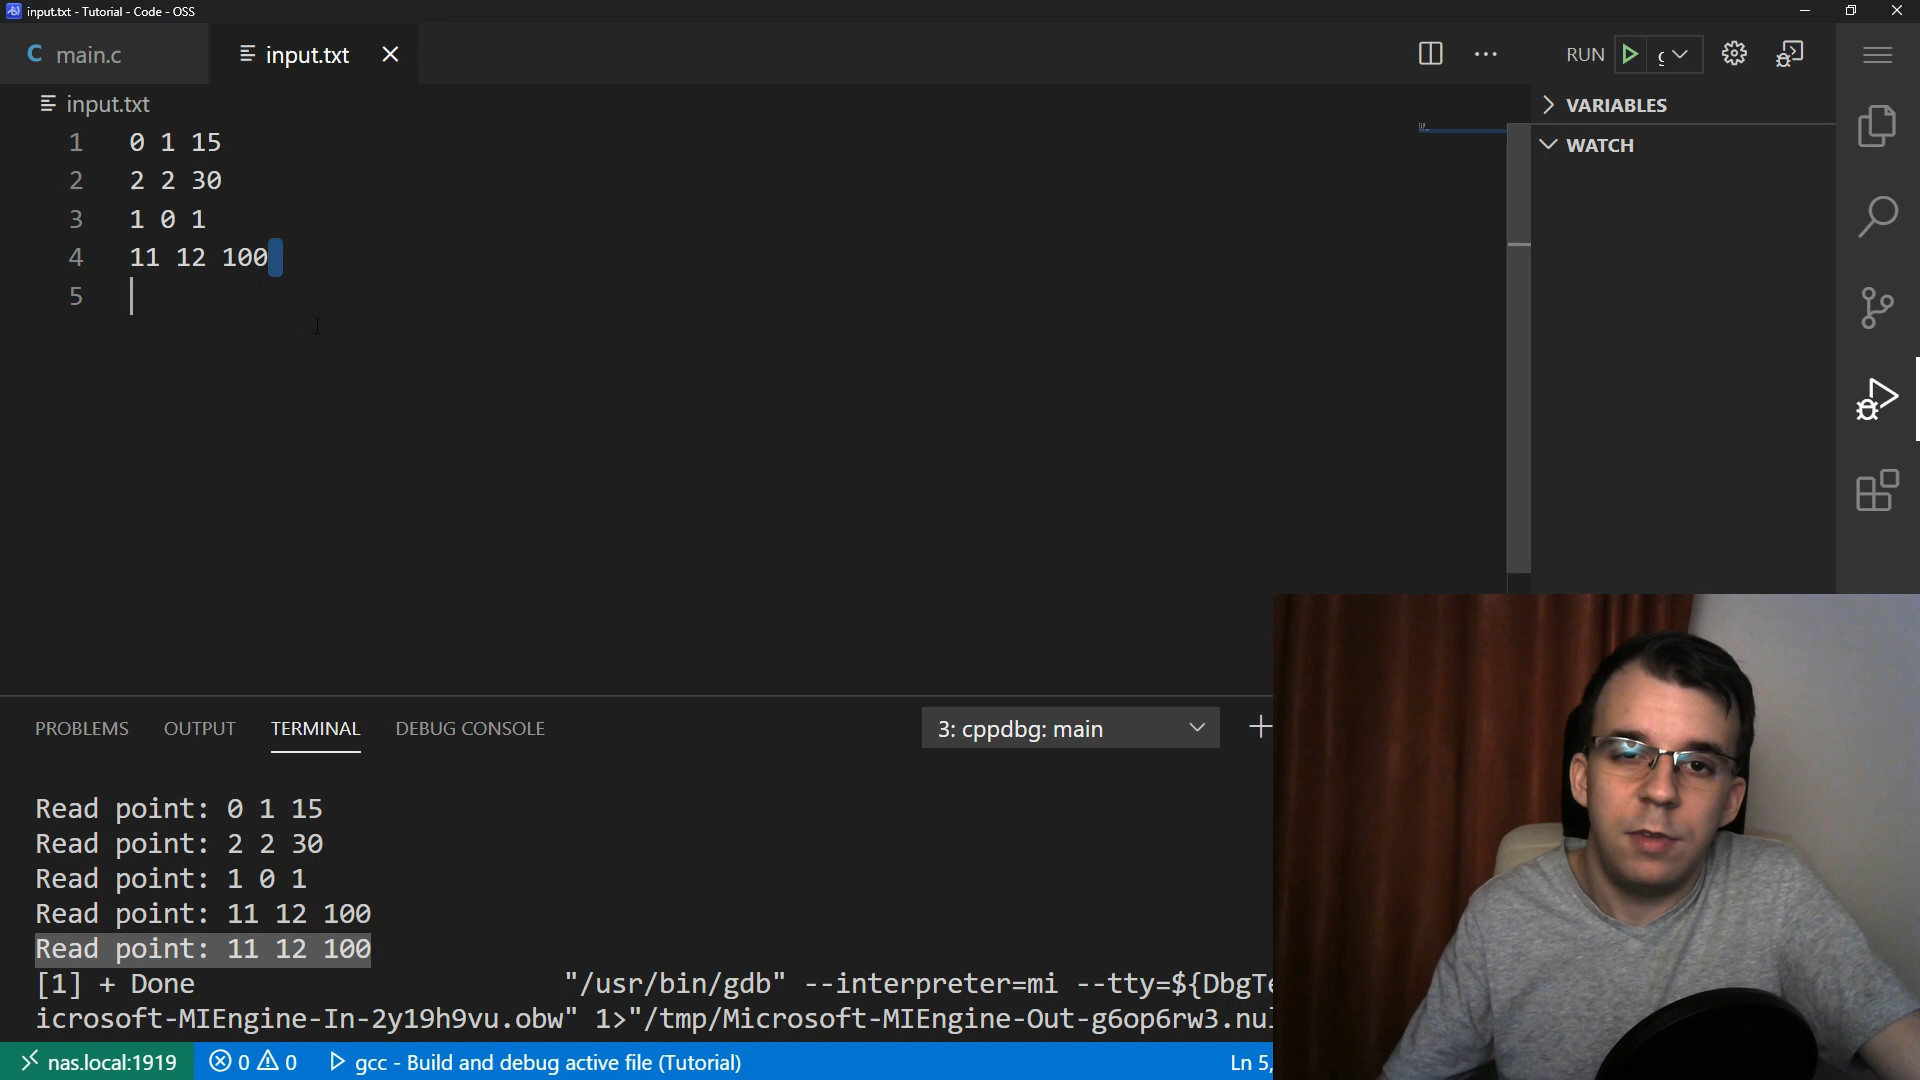 input.txt - Tutorial - Code - OSS
C main.c
input.txt
RUN
input.txt
VARIABLES
WATCH
1 0 1 15
2 2 2 30
3 1 0 1
4 11 12 100
5
PROBLEMS OUTPUT TERMINAL DEBUG CONSOLE
3: cppdbg: main
Read point: 0 1 15
Read point: 2 2 30
Read point: 1 0 1
Read point: 11 12 100
Read point: 11 12 100
[1] + Done "/usr/bin/gdb" --interpreter=mi --tty=${DbgTe
icrosoft-MIEngine-In-2y19h9vu.obw" 1>"/tmp/Microsoft-MIEngine-Out-g6op6rw3.nu
nas.local:1919 0 0 gcc - Build and debug active file (Tutorial) Ln 5,